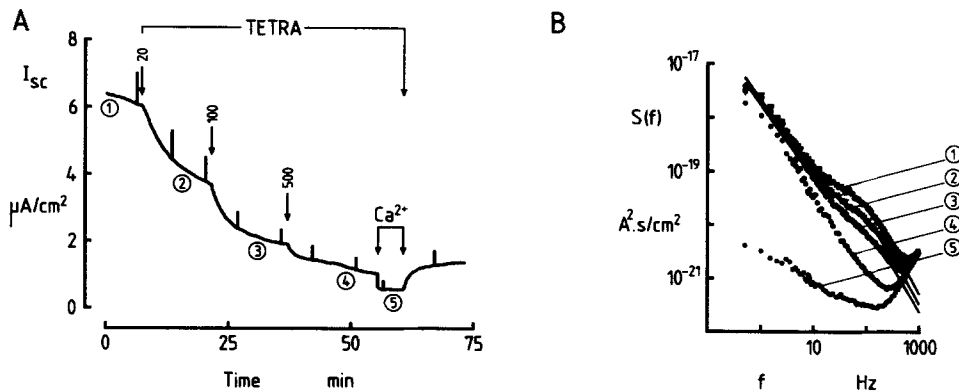 A
TETRA
8
I_SC
20
100
500
6
①
4
②
µA/cm²
Ca²⁺
2
③
④
⑤
0
0 25 50 75
Time min
B
10⁻¹⁷
S(f)
10⁻¹⁹
A².s/cm²
10⁻²¹
①
②
③
④
⑤
10 1000
f Hz